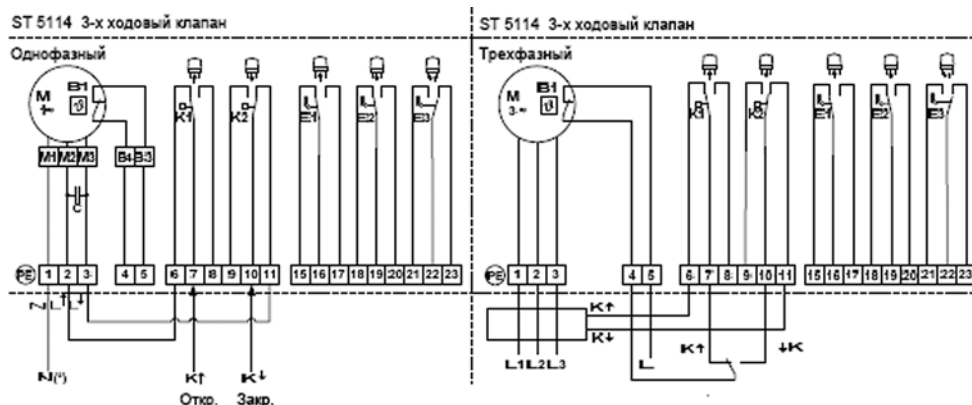 ST 5114 3-х ходовый клапан
Однофазный
M
1~
B1
ϑ
K1
K2
E1
E2
E3
M1 M2 M3 B4 B3
C
PE 1 2 3 4 5 6 7 8 9 10 11 15 16 17 18 19 20 21 22 23
N L↑ L↓
N(*)
K↑ K↓
Откр. Закр.
ST 5114 3-х ходовый клапан
Трехфазный
M
3~
B1
ϑ
K1
K2
E1
E2
E3
PE 1 2 3 4 5 6 7 8 9 10 11 15 16 17 18 19 20 21 22 23
K↑
K↓
K↑ ↓K
L1 L2 L3 L